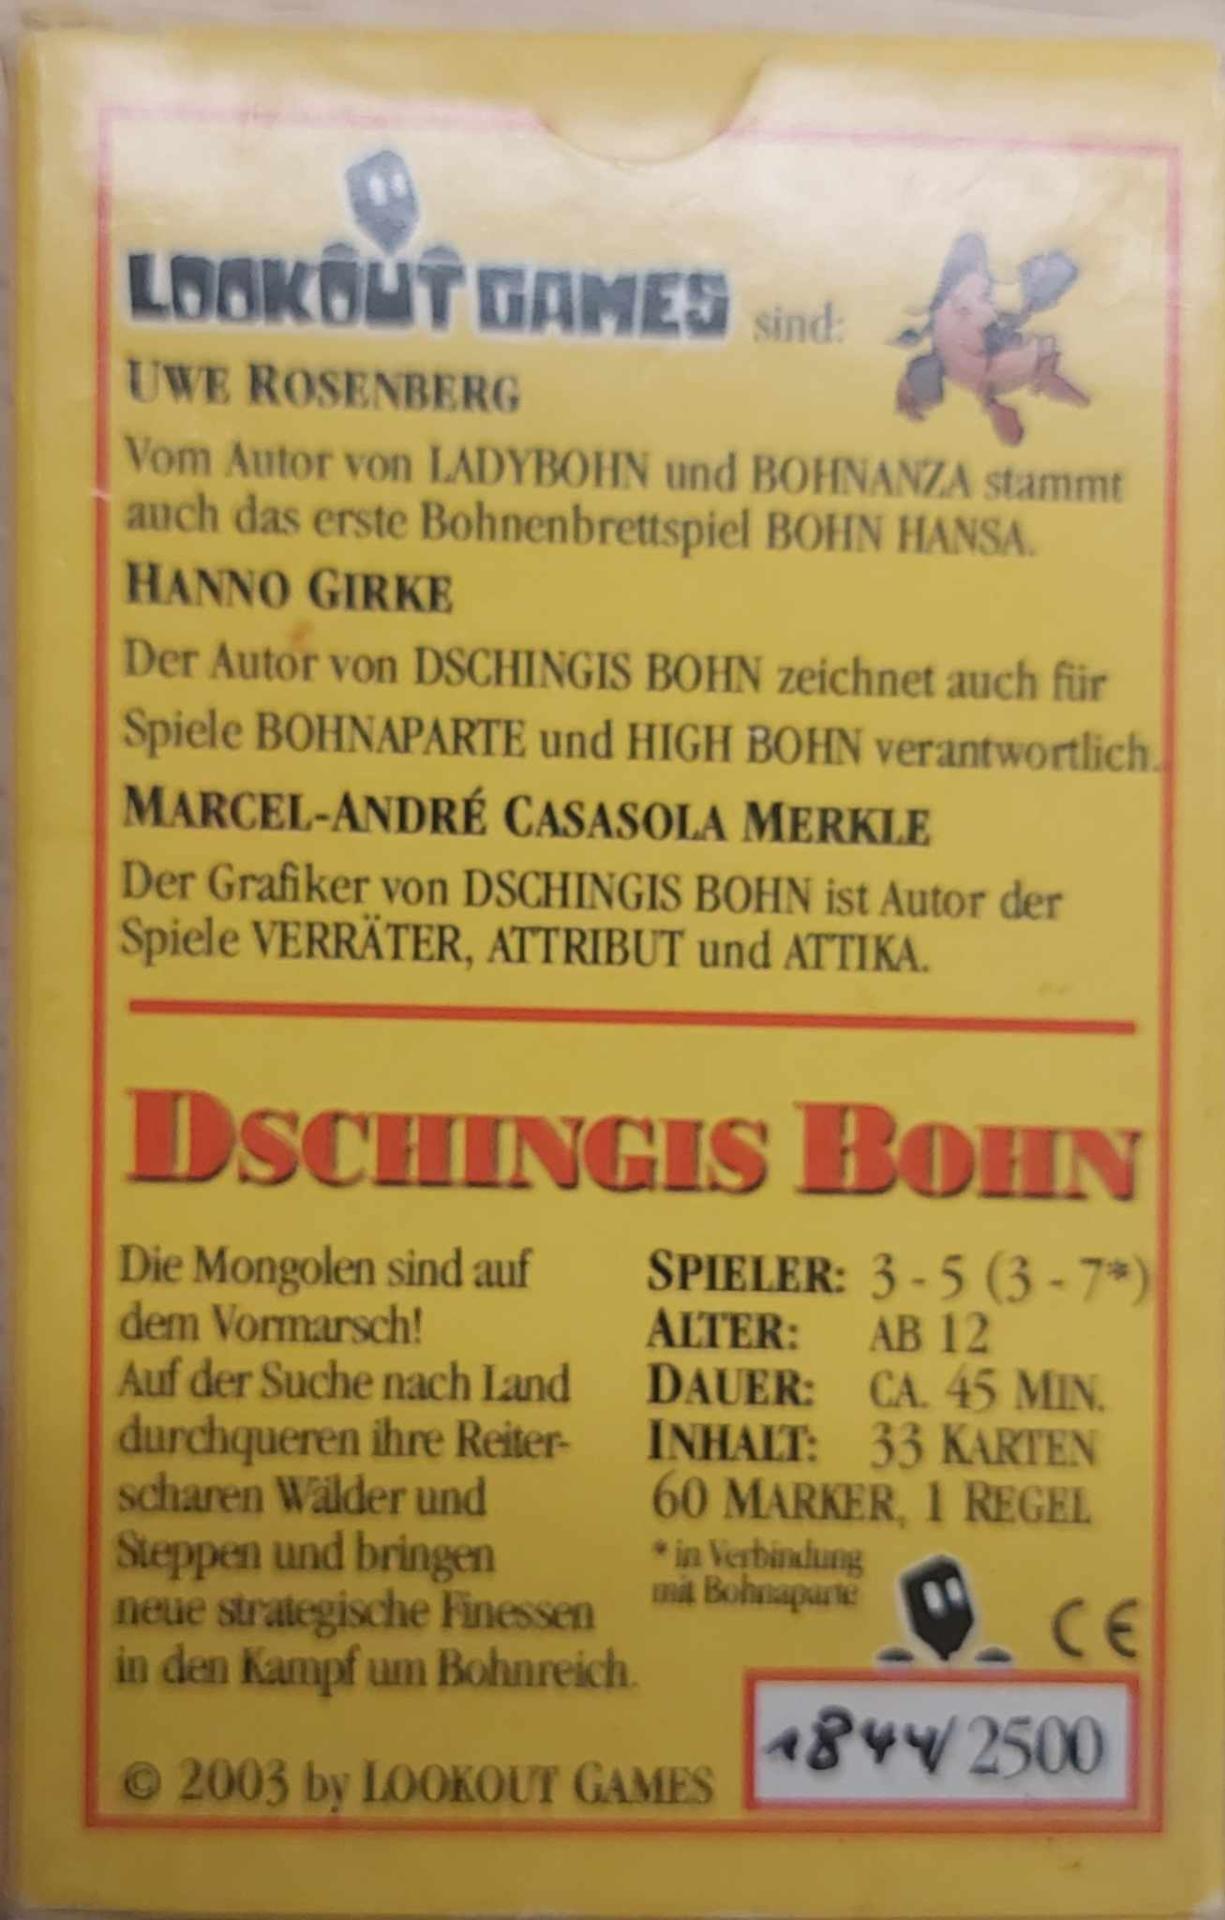 LOOKOUT GAMES sind:
UWE ROSENBERG
Vom Autor von LADYBOHN und BOHNANZA stammt
auch das erste Bohnenbrettspiel BOHN HANSA.
HANNO GIRKE
Der Autor von DSCHINGIS BOHN zeichnet auch für
Spiele BOHNAPARTE und HIGH BOHN verantwortlich.
MARCEL-ANDRÉ CASASOLA MERKLE
Der Grafiker von DSCHINGIS BOHN ist Autor der
Spiele VERRÄTER, ATTRIBUT und ATTIKA.
DSCHINGIS BOHN
Die Mongolen sind auf
dem Vormarsch!
Auf der Suche nach Land
durchqueren ihre Reiter-
scharen Wälder und
Steppen und bringen
neue strategische Finessen
in den Kampf um Bohnreich.
SPIELER: 3 - 5 (3 - 7*)
ALTER: AB 12
DAUER: CA. 45 MIN.
INHALT: 33 KARTEN
60 MARKER, 1 REGEL
* in Verbindung
mit Bohnaparte
CE
1844/2500
© 2003 by LOOKOUT GAMES